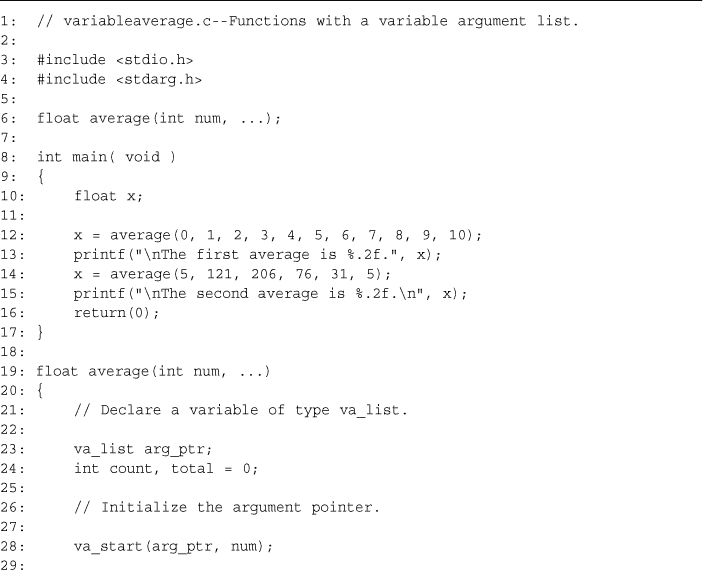 1: // variableaverage.c--Functions with a variable argument list.
2:
3: #include <stdio.h>
4: #include <stdarg.h>
5:
6: float average(int num, ...);
7:
8: int main( void )
9: {
10: float x;
11:
12: x = average(0, 1, 2, 3, 4, 5, 6, 7, 8, 9, 10);
13: printf("\nThe first average is %.2f.", x);
14: x = average(5, 121, 206, 76, 31, 5);
15: printf("\nThe second average is %.2f.\n", x);
16: return(0);
17: }
18:
19: float average(int num, ...)
20: {
21: // Declare a variable of type va_list.
22:
23: va_list arg_ptr;
24: int count, total = 0;
25:
26: // Initialize the argument pointer.
27:
28: va_start(arg_ptr, num);
29: